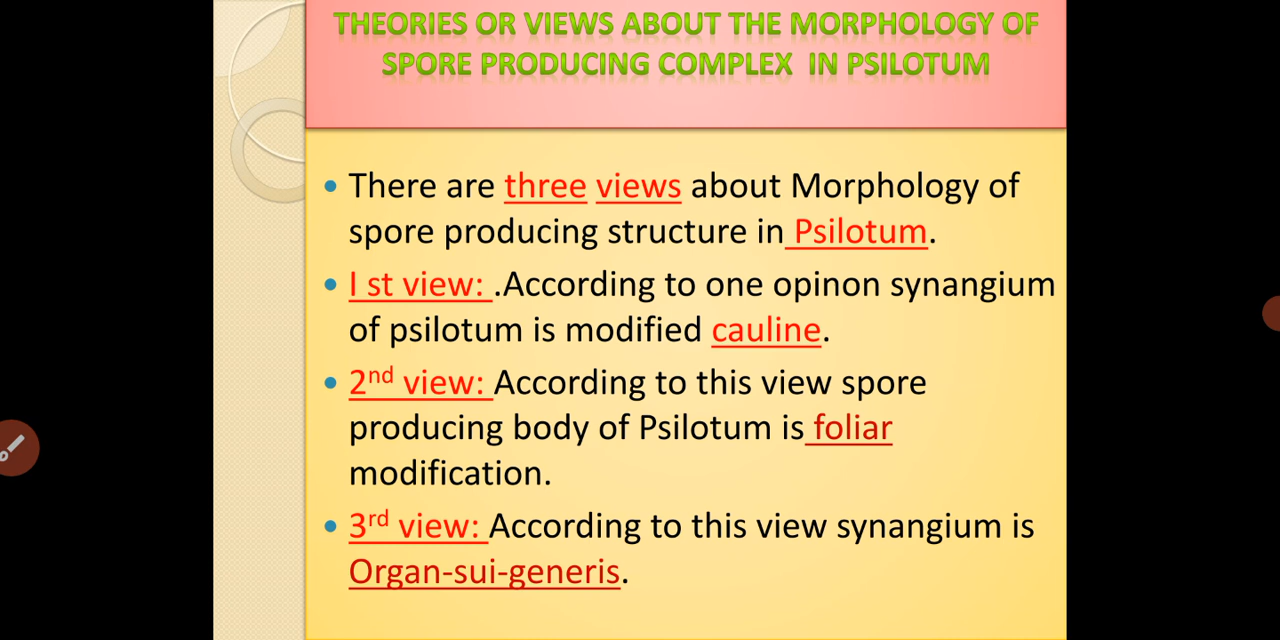 THEORIES OR VIEWS ABOUT THE MORPHOLOGY OF
SPORE PRODUCING COMPLEX IN PSILOTUM
• There are three views about Morphology of
spore producing structure in Psilotum.
• I st view: .According to one opinon synangium
of psilotum is modified cauline.
• 2nd view: According to this view spore
producing body of Psilotum is foliar
modification.
• 3rd view: According to this view synangium is
Organ-sui-generis.